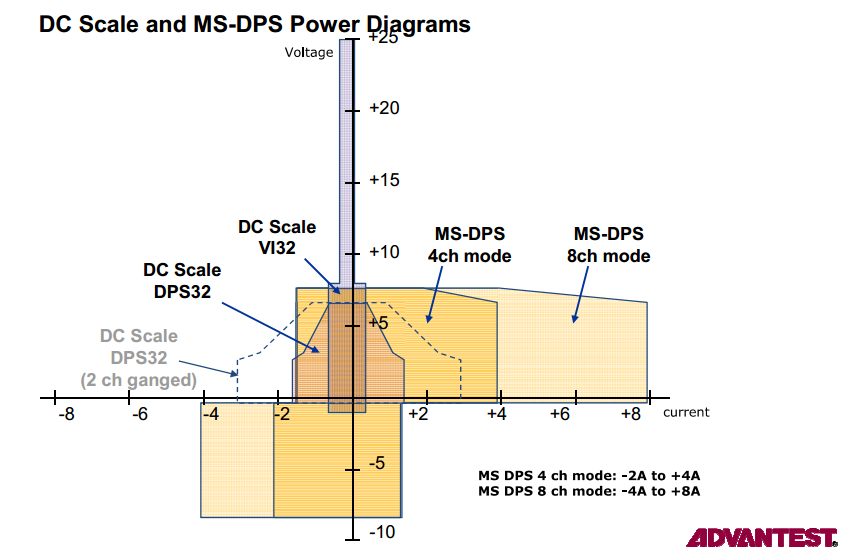 DC Scale and MS-DPS Power Diagrams
+25
Voltage
+20
+15
DC Scale
VI32
+10
MS-DPS
4ch mode
MS-DPS
8ch mode
DC Scale
DPS32
+5
DC Scale
DPS32
(2 ch ganged)
-8 -6 -4 -2 +2 +4 +6 +8 current
-5
MS DPS 4 ch mode: -2A to +4A
MS DPS 8 ch mode: -4A to +8A
-10
ADVANTEST®